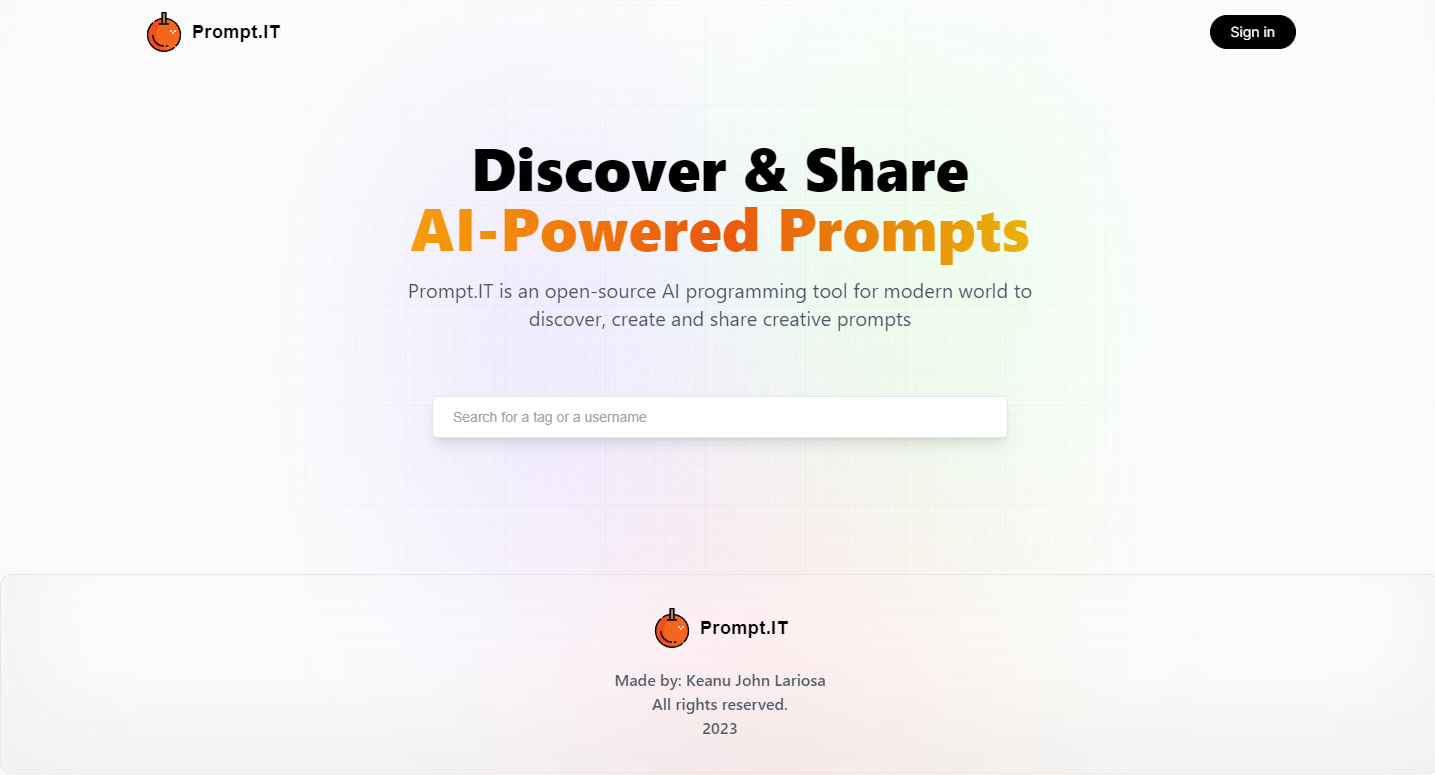 Prompt.IT
Sign in
Discover & Share
AI-Powered Prompts
Prompt.IT is an open-source AI programming tool for modern world to
discover, create and share creative prompts
Search for a tag or a username
Prompt.IT
Made by: Keanu John Lariosa
All rights reserved.
2023